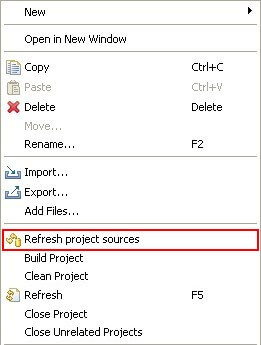 New
Open in New Window
Copy Ctrl+C
Paste Ctrl+V
Delete Delete
Move...
Rename... F2
Import...
Export...
Add Files...
Refresh project sources
Build Project
Clean Project
Refresh F5
Close Project
Close Unrelated Projects